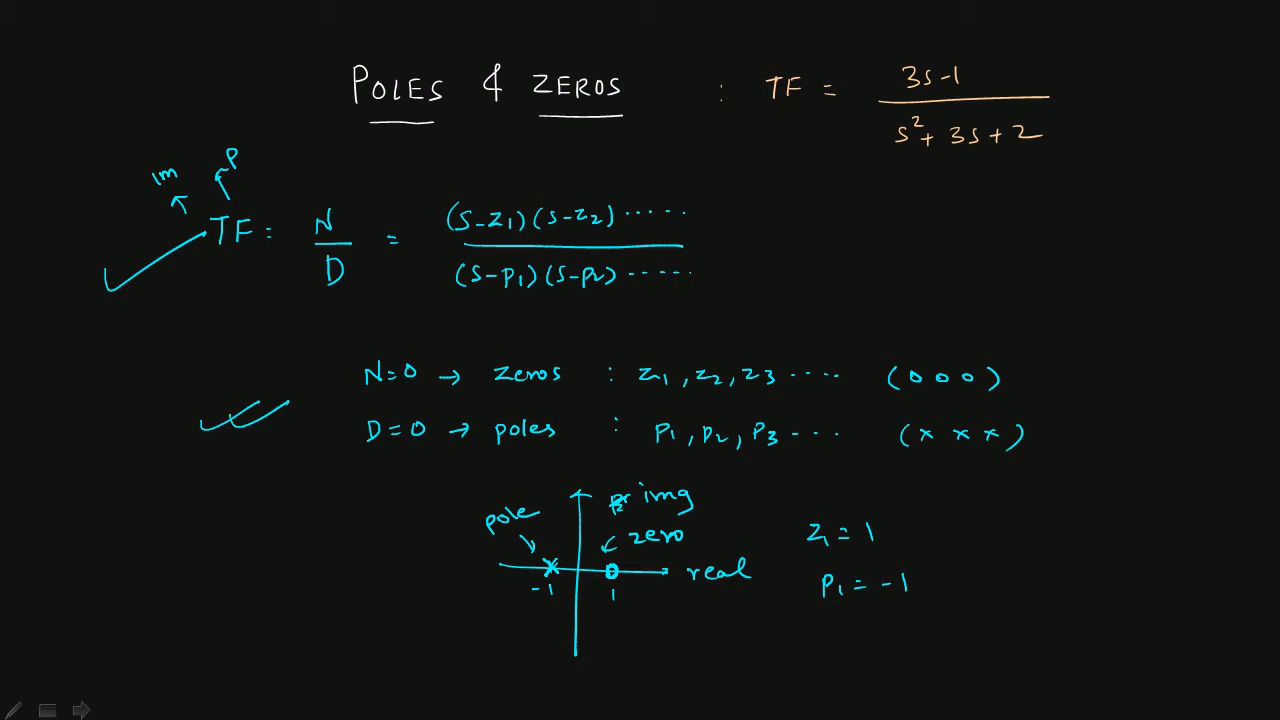 POLES & ZEROS : TF = 3s-1 / s²+3s+2
Im P
TF = N / D = (s-z₁)(s-z₂)...... / (s-p₁)(s-p₂)......
N=0 → zeros : z₁, z₂, z₃ .... (o o o)
D=0 → poles : p₁, p₂, p₃ .... (x x x)
img
pole
zero
z₁ = 1
real
-1 1
p₁ = -1